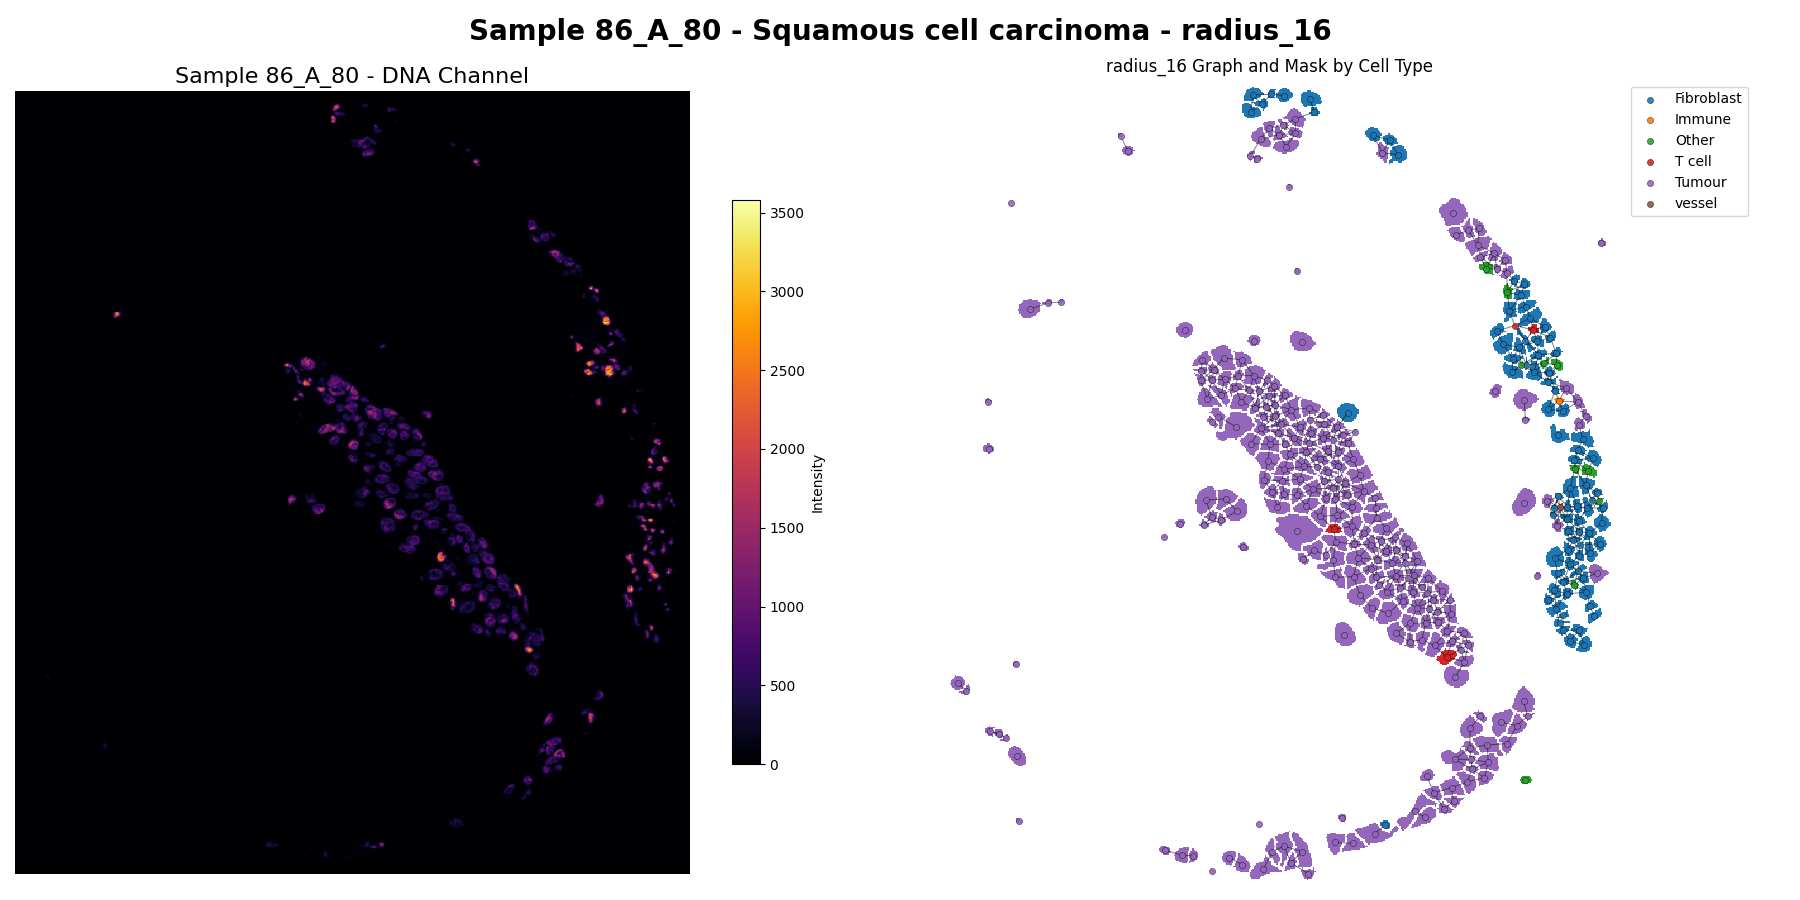 Sample 86_A_80 - Squamous cell carcinoma - radius_16
Sample 86_A_80 - DNA Channel
radius_16 Graph and Mask by Cell Type
Fibroblast
Immune
Other
T cell
Tumour
vessel
3500
3000
2500
2000
1500
1000
500
0
Intensity